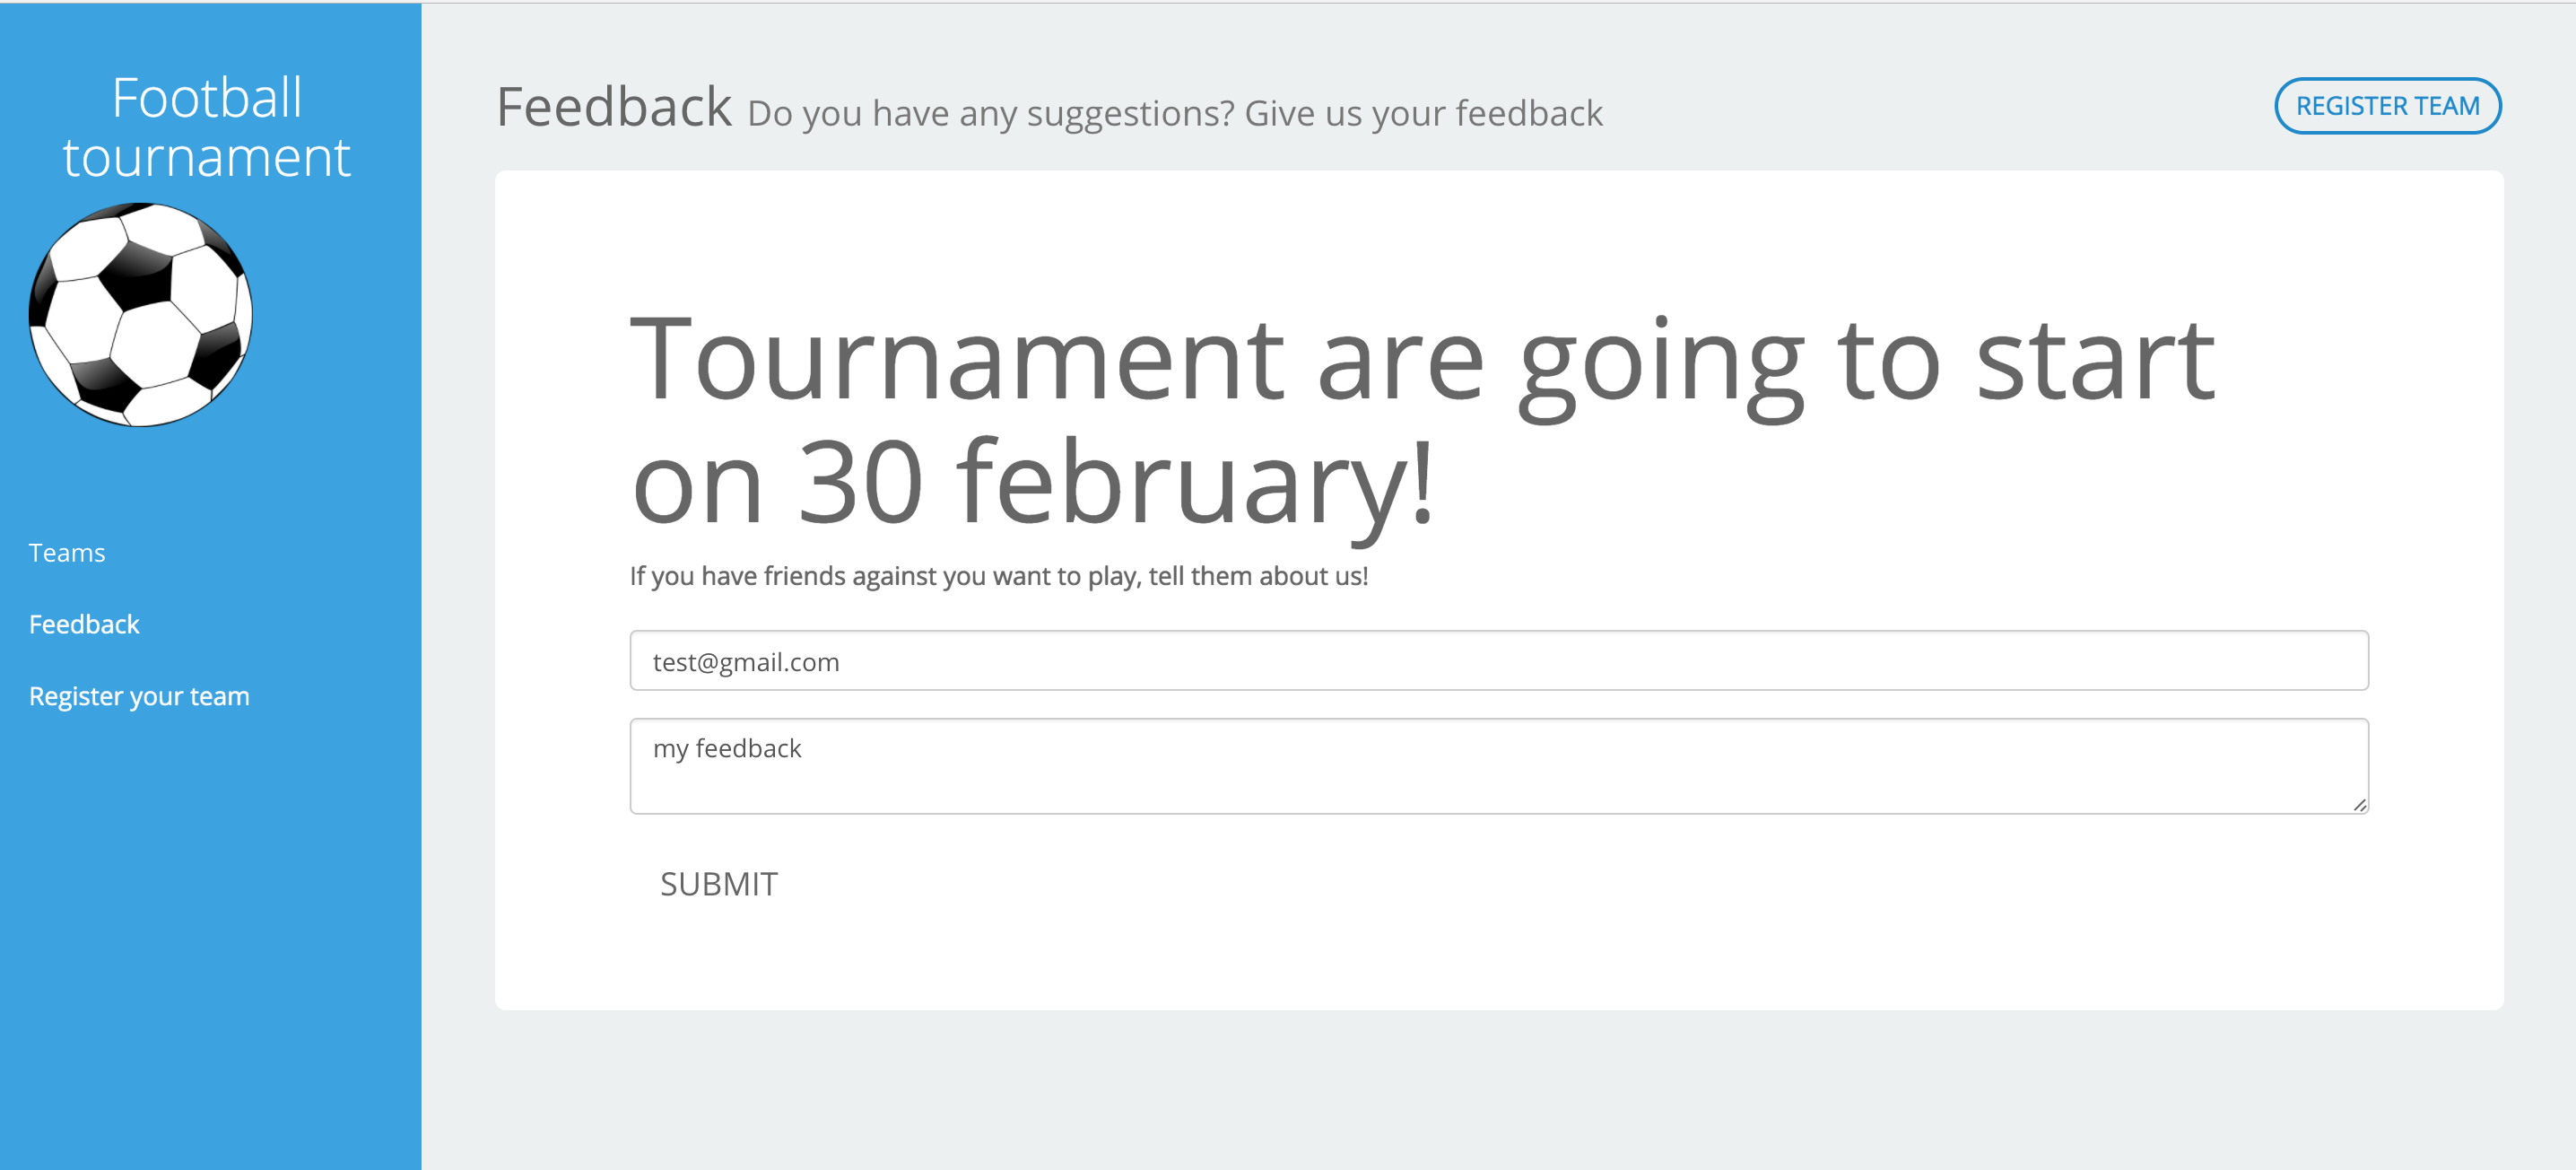 Football
tournament
Teams
Feedback
Register your team
Feedback Do you have any suggestions? Give us your feedback
REGISTER TEAM
Tournament are going to start
on 30 february!
If you have friends against you want to play, tell them about us!
test@gmail.com
my feedback
SUBMIT